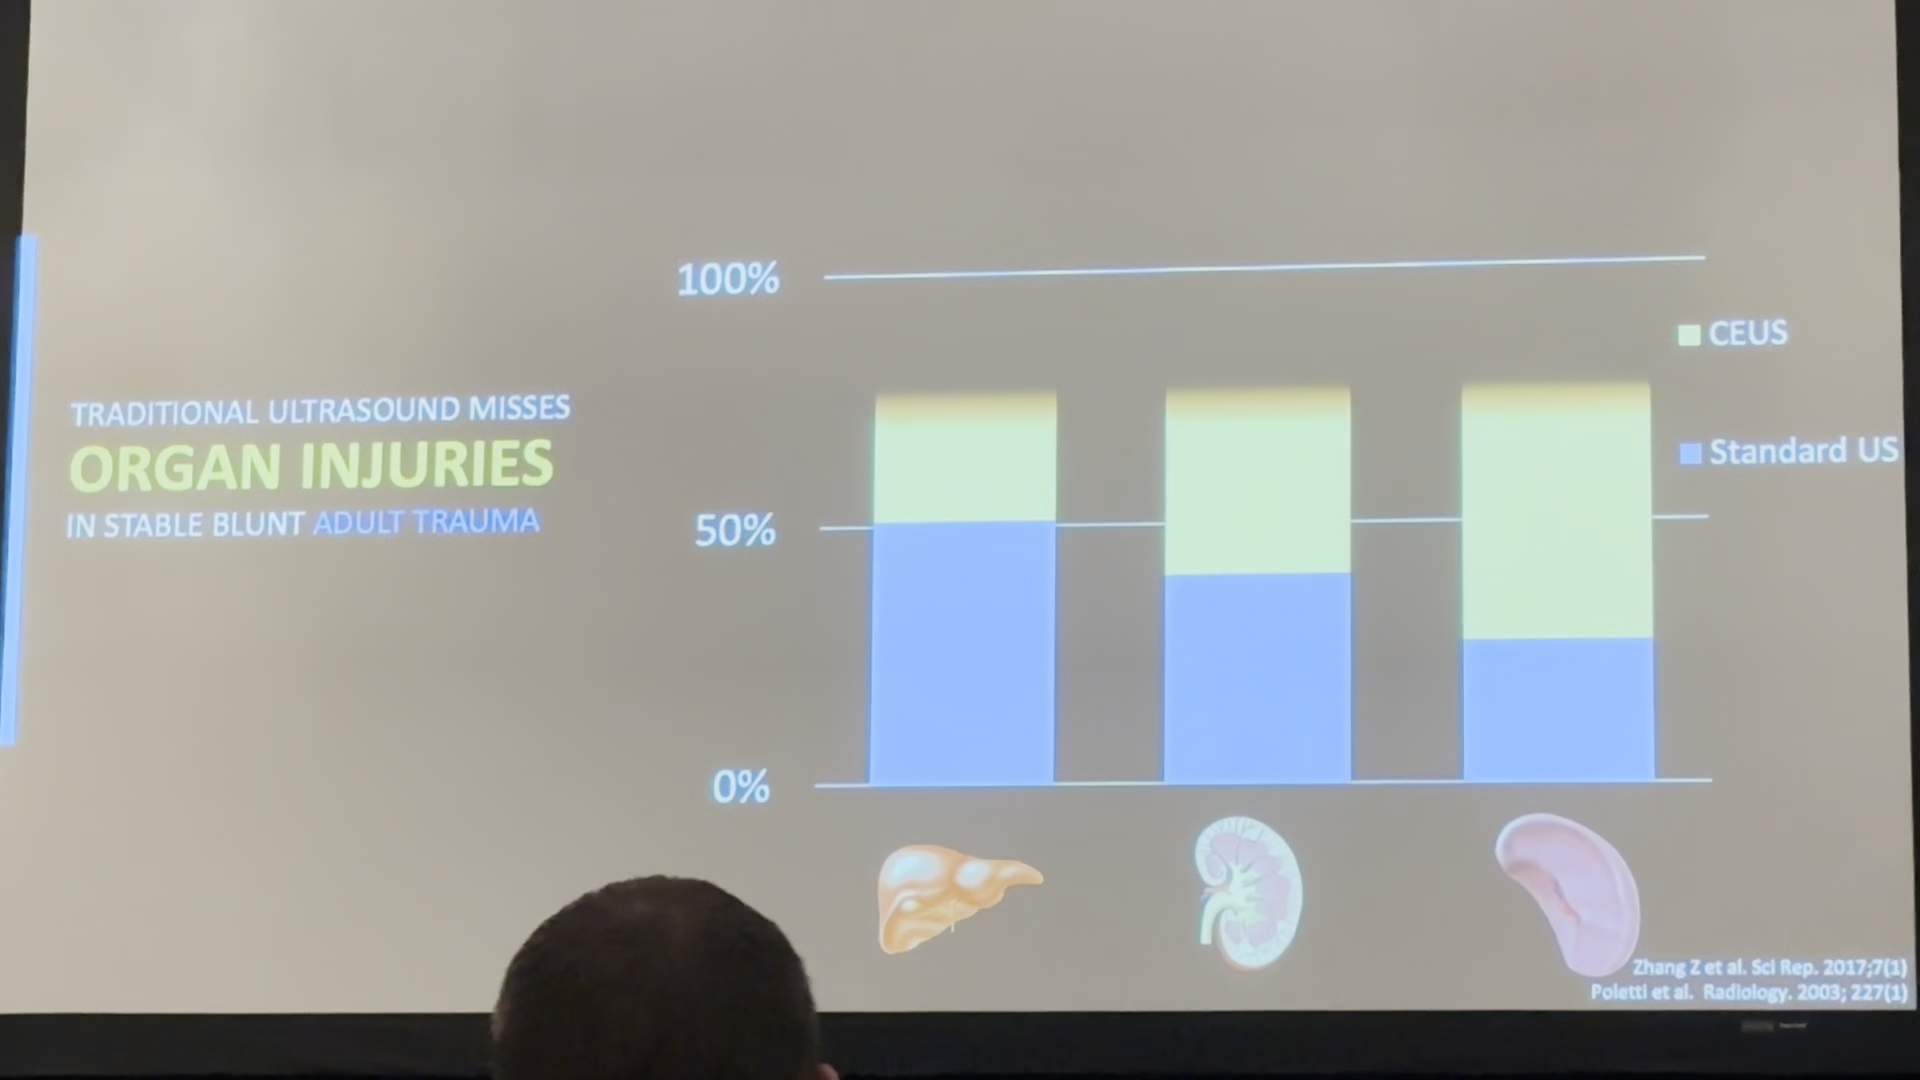 TRADITIONAL ULTRASOUND MISSES
ORGAN INJURIES
IN STABLE BLUNT ADULT TRAUMA
100%
50%
0%
CEUS
Standard US
Zhang Z et al. Sci Rep. 2017;7(1)
Poletti et al. Radiology. 2003; 227(1)